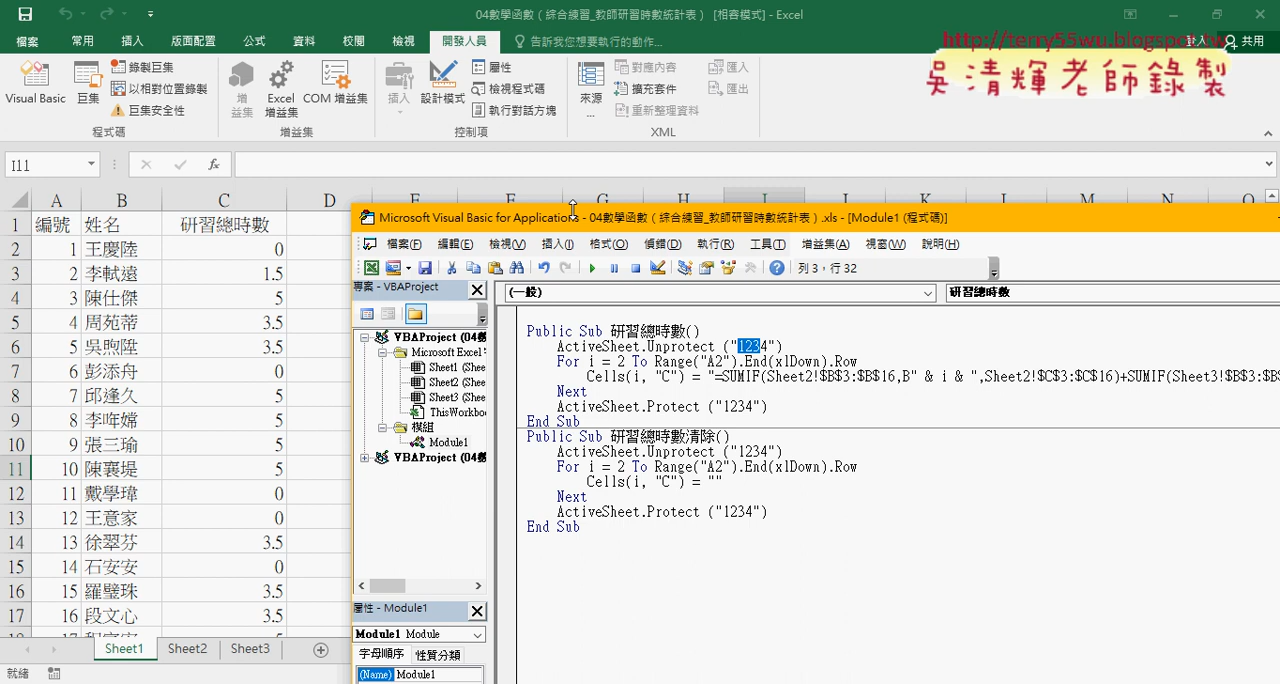 04數學函數（綜合練習_教師研習時數統計表） [相容模式] - Excel
檔案 常用 插入 版面配置 公式 資料 校閱 檢視 開發人員 告訴我您想要執行的動作... 登入 共用
http://terry55wu.blogspot.tw
吳清輝老師錄製
Visual Basic 巨集 錄製巨集 以相對位置錄製 巨集安全性
增益集 Excel 增益集 COM 增益集
插入 設計模式 屬性 檢視程式碼 執行對話方塊
來源... 對應內容 擴充套件 重新整理資料 匯入 匯出
程式碼 增益集 控制項 XML
I11 fx
A B C D
1 編號 姓名 研習總時數
2 1 王慶陸 0
3 2 李軾遠 1.5
4 3 陳仕傑 5
5 4 周苑蒂 3.5
6 5 吳煦陞 3.5
7 6 彭添舟 0
8 7 邱逢久 5
9 8 李嫦 5
10 9 張三瑜 5
11 10 陳襄堤 5
12 11 戴學瑋 0
13 12 王意家 0
14 13 徐翠芬 3.5
15 14 石安安 0
16 15 羅璧珠 3.5
17 16 段文心 3.5
Sheet1 Sheet2 Sheet3
就緒
Microsoft Visual Basic for Applications - 04數學函數（綜合練習_教師研習時數統計表）.xls - [Module1 (程式碼)]
檔案(F) 編輯(E) 檢視(V) 插入(I) 格式(O) 偵錯(D) 執行(R) 工具(T) 增益集(A) 視窗(W) 說明(H)
列 3，行 32
專案 - VBAProject
VBAProject (04數
Microsoft Excel
Sheet1 (Shee
Sheet2 (Shee
Sheet3 (Shee
ThisWorkbo
模組
Module1
VBAProject (04數
屬性 - Module1
Module1 Module
字母順序 性質分類
(Name) Module1
(一般) 研習總時數
Public Sub 研習總時數()
ActiveSheet.Unprotect ("1234")
For i = 2 To Range("A2").End(xlDown).Row
Cells(i, "C") = "=SUMIF(Sheet2!$B$3:$B$16,B" & i & ",Sheet2!$C$3:$C$16)+SUMIF(Sheet3!$B$3:$B
Next
ActiveSheet.Protect ("1234")
End Sub
Public Sub 研習總時數清除()
ActiveSheet.Unprotect ("1234")
For i = 2 To Range("A2").End(xlDown).Row
Cells(i, "C") = ""
Next
ActiveSheet.Protect ("1234")
End Sub